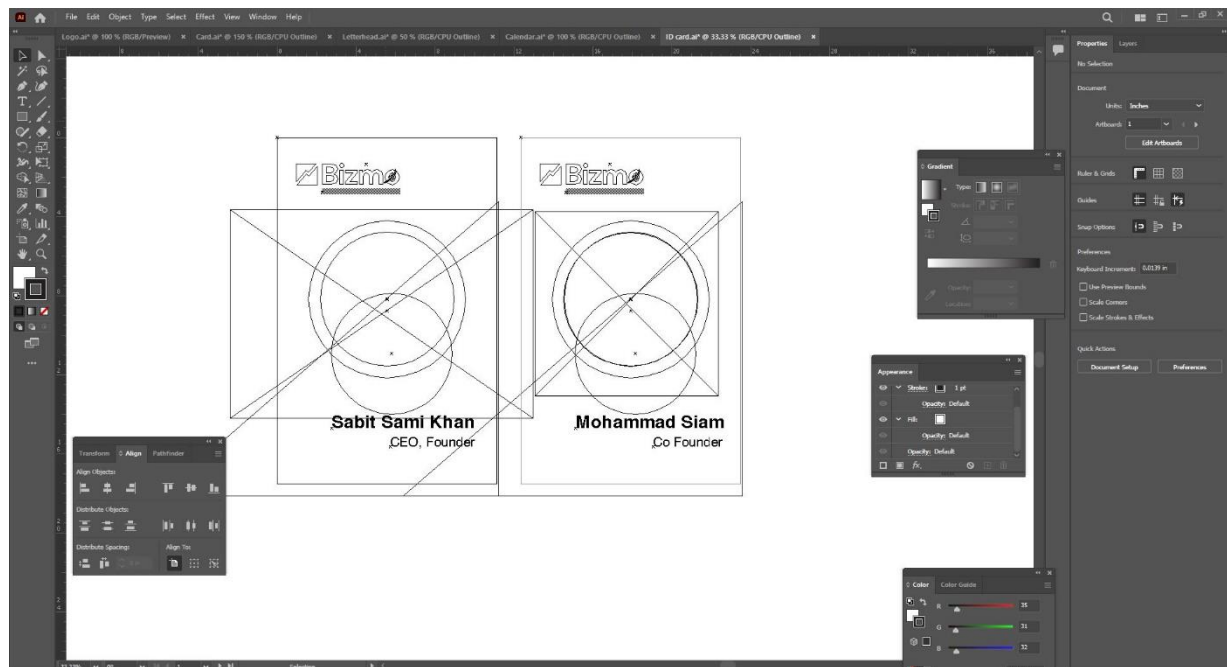 File Edit Object Type Select Effect View Window Help
Logo.ai* @ 100 % (RGB/Preview) × Card.ai* @ 150 % (RGB/CPU Outline) × Letterhead.ai* @ 50 % (RGB/CPU Outline) × Calendar.ai* @ 100 % (RGB/CPU Outline) × ID card.ai* @ 33.33 % (RGB/CPU Outline) ×
Properties Layers
No Selection
Document
Units: Inches
Artboard: 1
Edit Artboards
Ruler & Grids
Guides
Snap Options
Preferences
Keyboard Increment: 0.0139 in
Use Preview Bounds
Scale Corners
Scale Strokes & Effects
Quick Actions
Document Setup Preferences
Bizmo
Bizmo
Sabit Sami Khan
CEO, Founder
Mohammad Siam
Co Founder
Gradient
Type:
Stroke:
Opacity:
Location:
Appearance
Stroke: 1 pt
Opacity: Default
Fill:
Opacity: Default
Opacity: Default
fx.
Transform Align Pathfinder
Align Objects:
Distribute Objects:
Distribute Spacing: Align To:
Color Color Guide
R 35
G 31
B 32
Selection